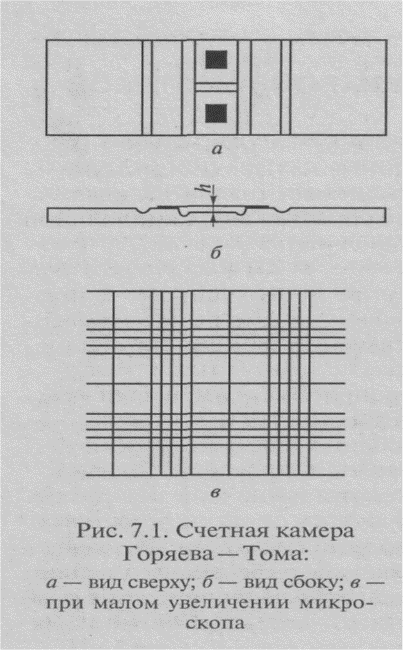 а
h
б
в
Рис. 7.1. Счетная камера
Горяева — Тома:
а — вид сверху; б — вид сбоку; в —
при малом увеличении микро-
скопа